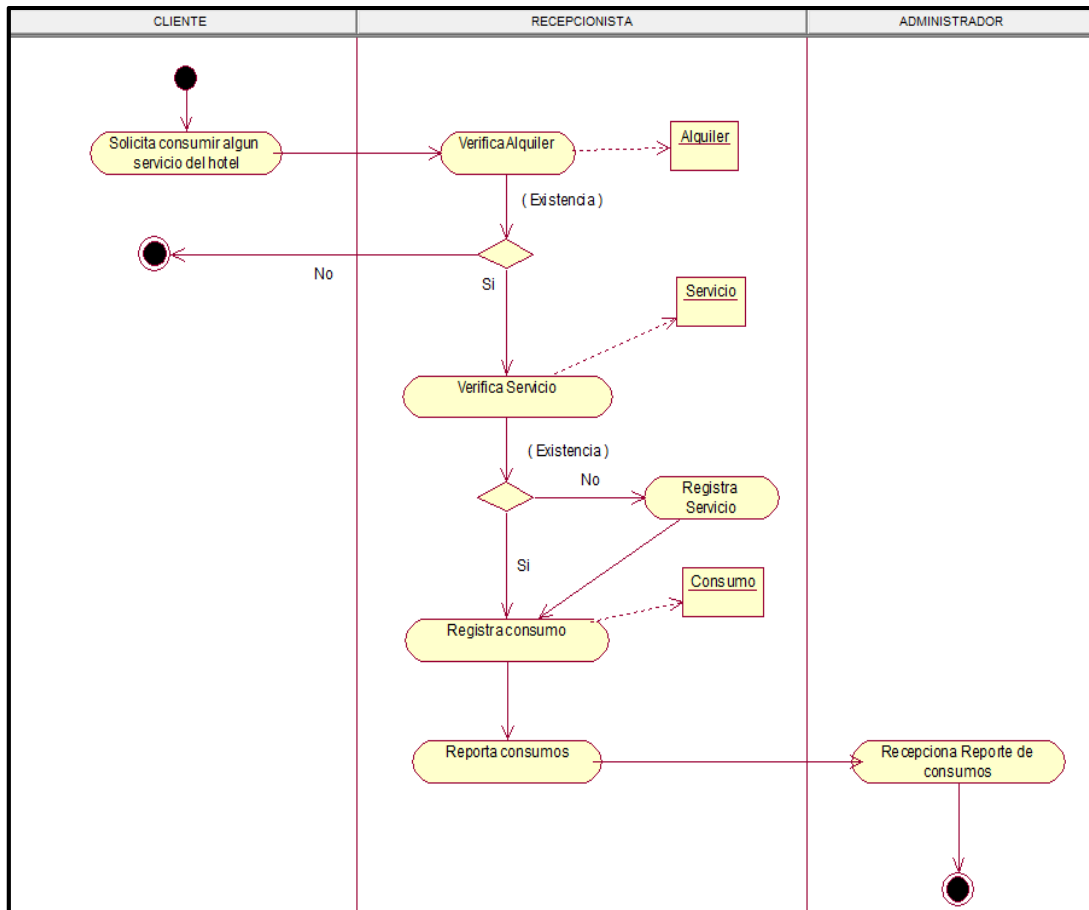 CLIENTE
RECEPCIONISTA
ADMINISTRADOR
Solicita consumir algun
servicio del hotel
Verifica Alquiler
Alquiler
( Existencia )
No
Si
Servicio
Verifica Servicio
( Existencia )
No
Registra
Servicio
Si
Consumo
Registra consumo
Reporta consumos
Recepciona Reporte de
consumos